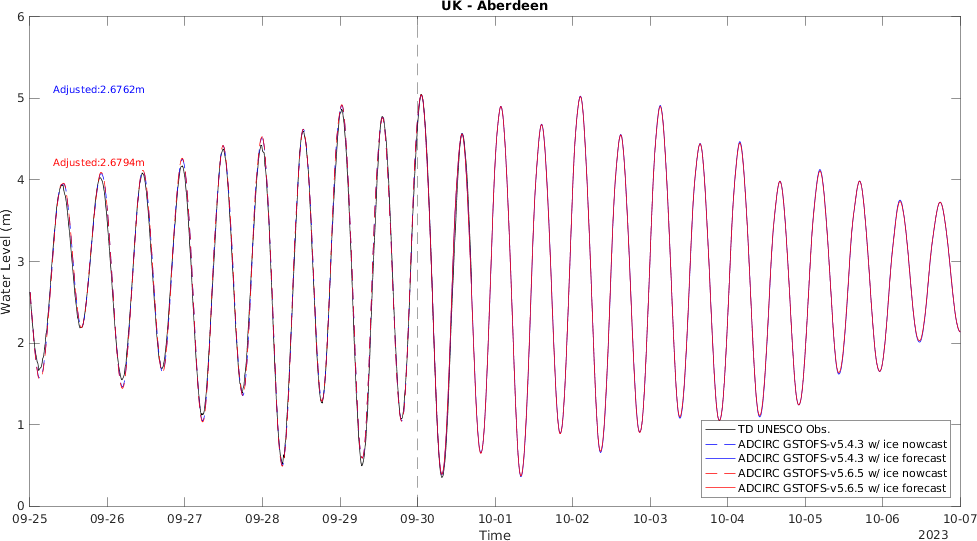 UK - Aberdeen
6
5
4
3
2
1
0
Water Level (m)
Adjusted:2.6762m
Adjusted:2.6794m
TD UNESCO Obs.
ADCIRC GSTOFS-v5.4.3 w/ ice nowcast
ADCIRC GSTOFS-v5.4.3 w/ ice forecast
ADCIRC GSTOFS-v5.6.5 w/ ice nowcast
ADCIRC GSTOFS-v5.6.5 w/ ice forecast
09-25 09-26 09-27 09-28 09-29 09-30 10-01 10-02 10-03 10-04 10-05 10-06 10-07
Time
2023